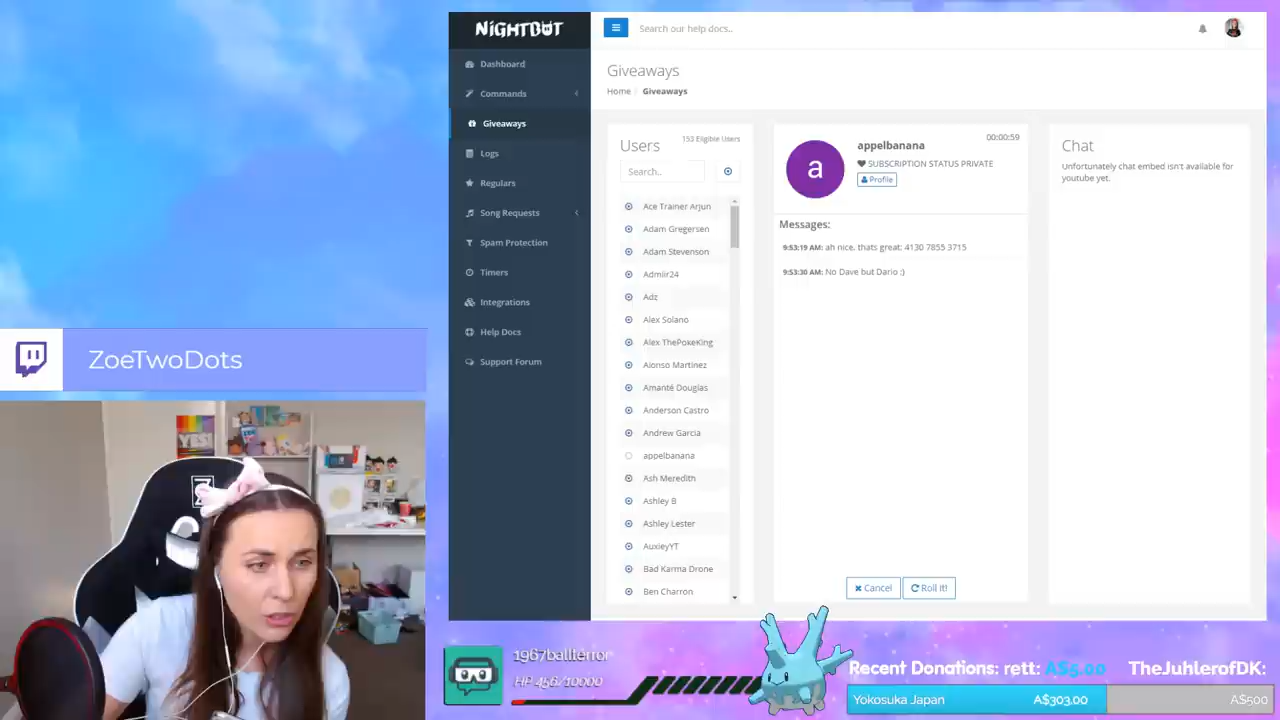 NiGHTBOT
Search our help docs..
Dashboard
Commands
Giveaways
Logs
Regulars
Song Requests
Spam Protection
Timers
Integrations
Help Docs
Support Forum
Giveaways
Home / Giveaways
Users
153 Eligible Users
Search..
Ace Trainer Arjun
Adam Gregersen
Adam Stevenson
Admiir24
Adz
Alex Solano
Alex ThePokeKing
Alonso Martinez
Amanté Douglas
Anderson Castro
Andrew Garcia
appelbanana
Ash Meredith
Ashley B
Ashley Lester
AuxieyYT
Bad Karma Drone
Ben Charron
a
appelbanana
00:00:59
SUBSCRIPTION STATUS PRIVATE
Profile
Messages:
9:53:19 AM: ah nice, thats great: 4130 7855 3715
9:53:30 AM: No Dave but Dario ;)
Cancel
Roll It!
Chat
Unfortunately chat embed isn't available for
youtube yet.
ZoeTwoDots
YES!
1967ballterror
HP 456/10000
Recent Donations: rett: A$5.00 TheJuhlerofDK:
Yokosuka Japan A$303.00 A$500